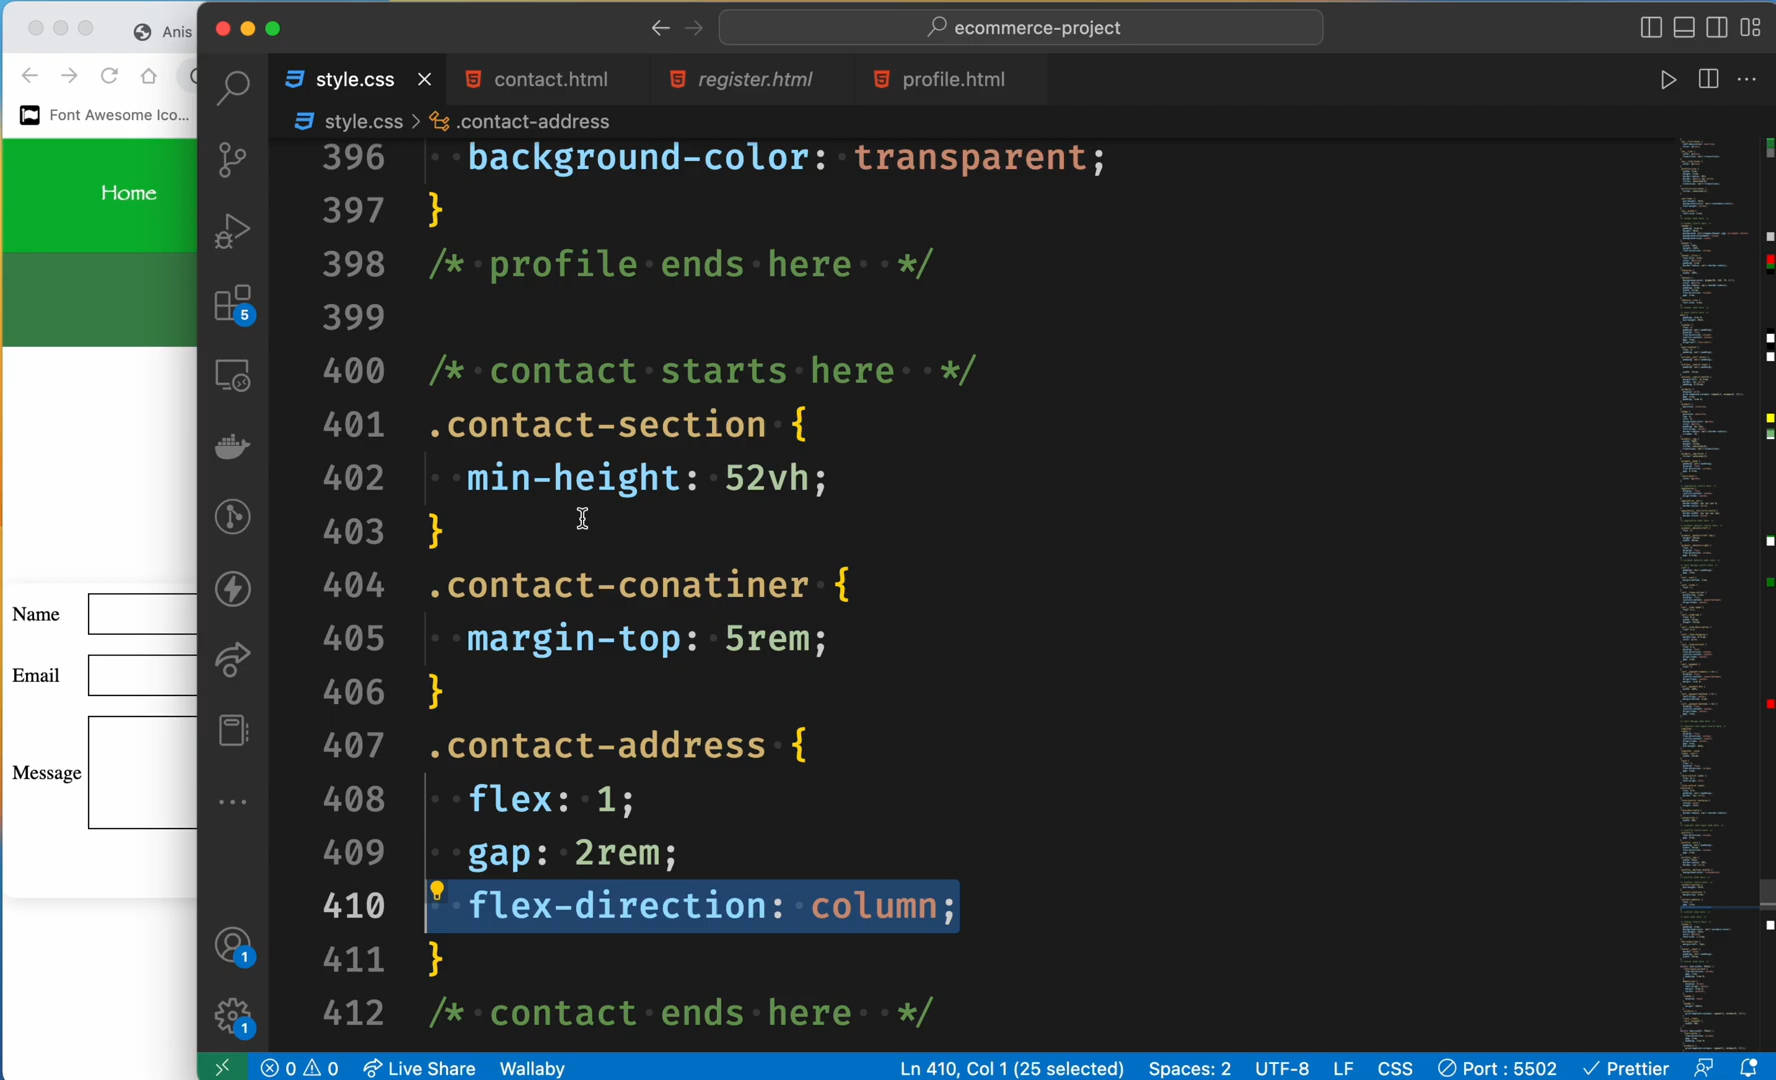 Anis
ecommerce-project
style.css
contact.html
register.html
profile.html
Font Awesome Ico...
style.css > .contact-address
Home
396 background-color: transparent;
397 }
398 /* profile ends here */
399
400 /* contact starts here */
401 .contact-section {
402 min-height: 52vh;
403 }
404 .contact-conatiner {
405 margin-top: 5rem;
406 }
407 .contact-address {
408 flex: 1;
409 gap: 2rem;
410 flex-direction: column;
411 }
412 /* contact ends here */
5
1
1
Name
Email
Message
0 0 Live Share Wallaby Ln 410, Col 1 (25 selected) Spaces: 2 UTF-8 LF CSS Port : 5502 Prettier